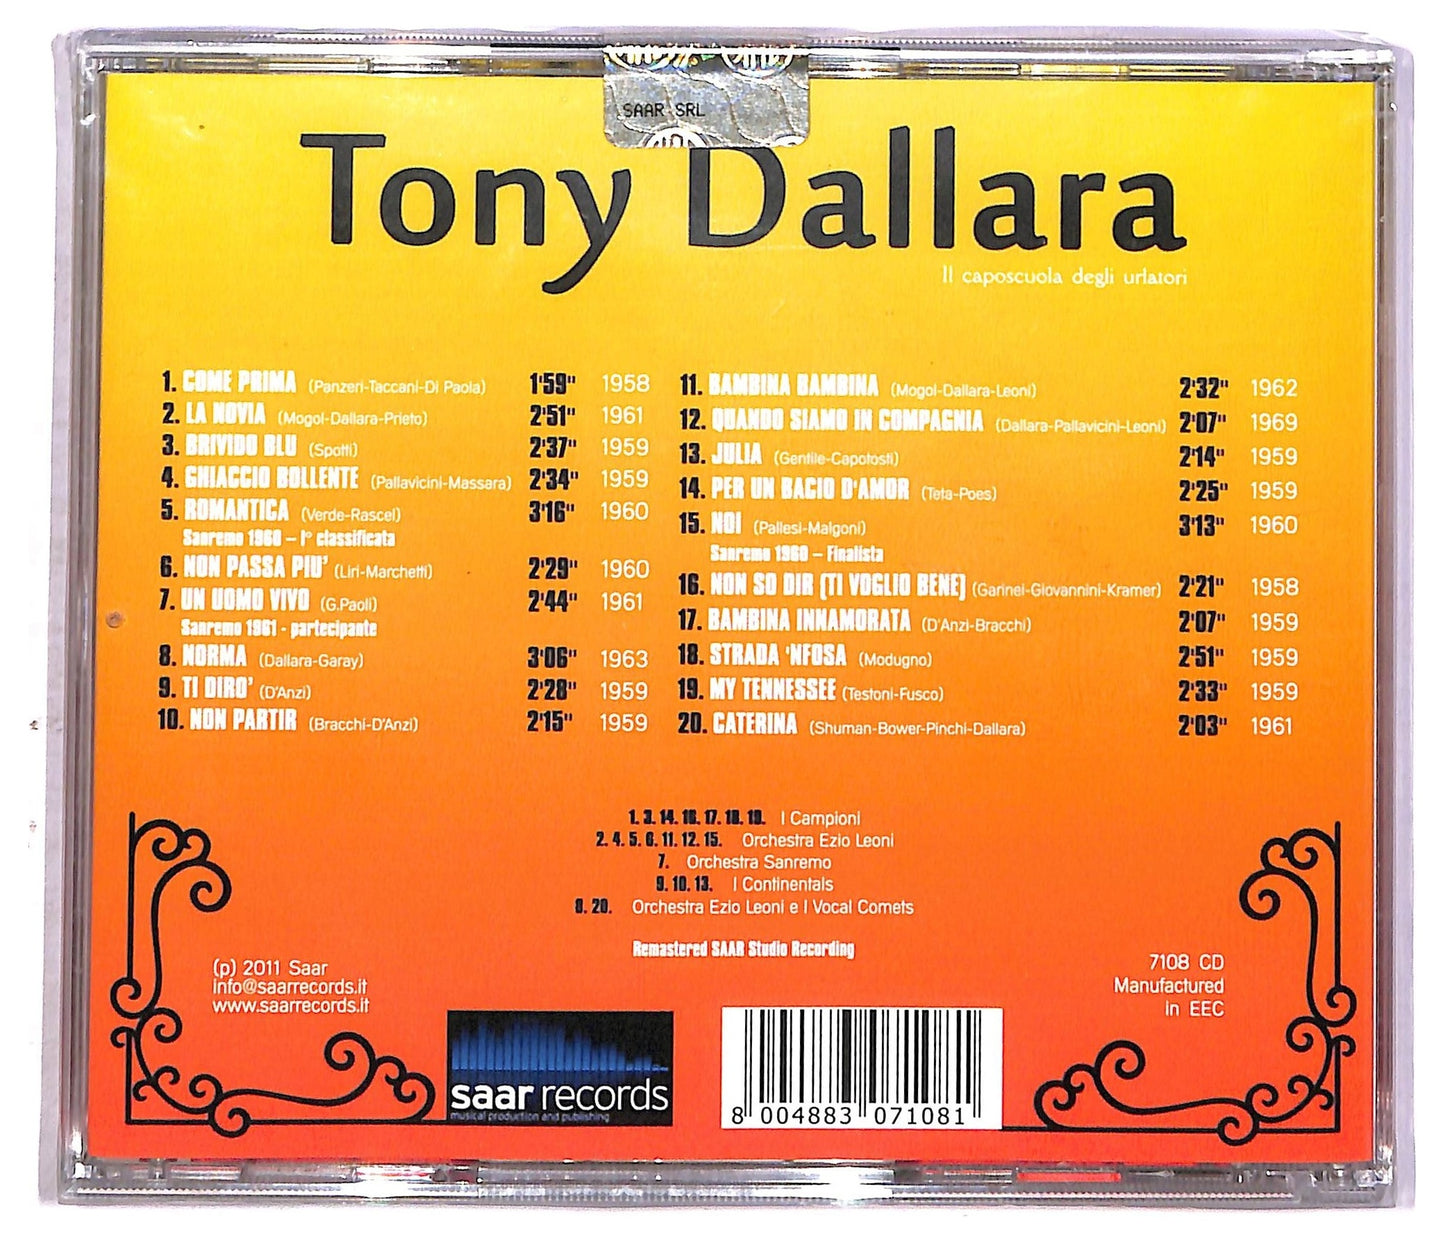 SAAR SRL
Tony Dallara
Il caposcuola degli urlatori
1. COME PRIMA (Panzeri-Taccani-Di Paola) 1'59" 1958
2. LA NOVIA (Mogol-Dallara-Prieto) 2'51" 1961
3. BRIVIDO BLU (Spotti) 2'37" 1959
4. GHIACCIO BOLLENTE (Pallavicini-Massara) 2'34" 1959
5. ROMANTICA (Verde-Rascel) 3'16" 1960
Sanremo 1960 – I° classificata
6. NON PASSA PIU' (Liri-Marchetti) 2'29" 1960
7. UN UOMO VIVO (G.Paoli) 2'44" 1961
Sanremo 1961 - partecipante
8. NORMA (Dallara-Garay) 3'06" 1963
9. TI DIRO' (D'Anzi) 2'28" 1959
10. NON PARTIR (Bracchi-D'Anzi) 2'15" 1959
11. BAMBINA BAMBINA (Mogol-Dallara-Leoni) 2'32" 1962
12. QUANDO SIAMO IN COMPAGNIA (Dallara-Pallavicini-Leoni) 2'07" 1969
13. JULIA (Gentile-Capotosti) 2'14" 1959
14. PER UN BACIO D'AMOR (Teta-Poes) 2'25" 1959
15. NOI (Pallesi-Malgoni) 3'13" 1960
Sanremo 1960 – Finalista
16. NON SO DIR (TI VOGLIO BENE) (Garinei-Giovannini-Kramer) 2'21" 1958
17. BAMBINA INNAMORATA (D'Anzi-Bracchi) 2'07" 1959
18. STRADA 'NFOSA (Modugno) 2'51" 1959
19. MY TENNESSEE (Testoni-Fusco) 2'33" 1959
20. CATERINA (Shuman-Bower-Pinchi-Dallara) 2'03" 1961
1. 3. 14. 16. 17. 18. 19. I Campioni
2. 4. 5. 6. 11. 12. 15. Orchestra Ezio Leoni
7. Orchestra Sanremo
9. 10. 13. I Continentals
8. 20. Orchestra Ezio Leoni e I Vocal Comets
Remastered SAAR Studio Recording
(p) 2011 Saar
info@saarrecords.it
www.saarrecords.it
7108 CD
Manufactured
in EEC
saar records
musical production and publishing
8 004883 071081